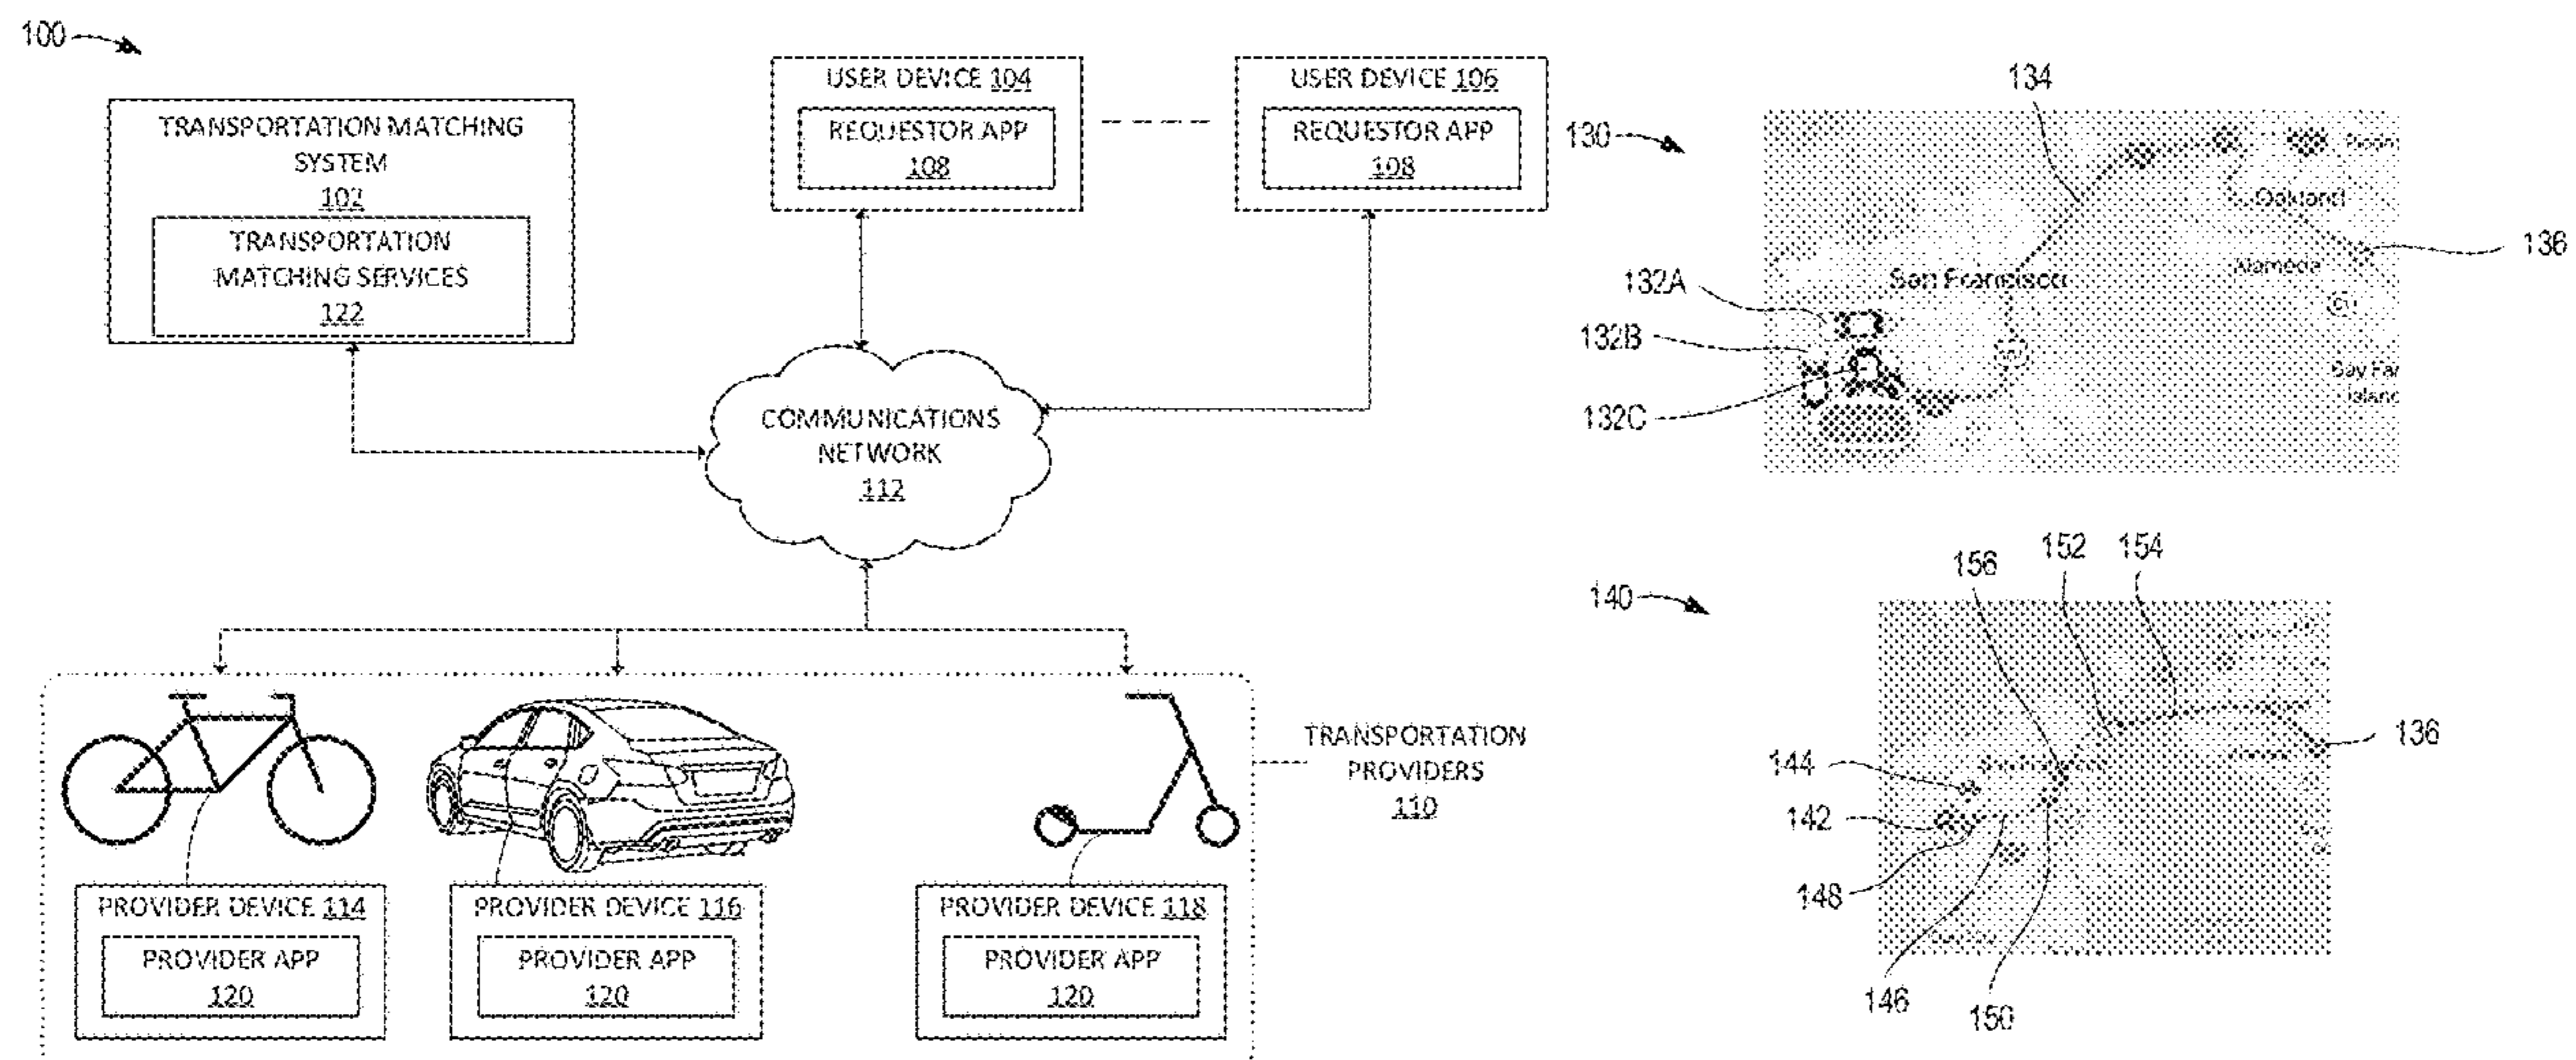 100
TRANSPORTATION MATCHING
SYSTEM
102
TRANSPORTATION
MATCHING SERVICES
122
USER DEVICE 104
REQUESTOR APP
108
USER DEVICE 106
REQUESTOR APP
108
COMMUNICATIONS
NETWORK
112
TRANSPORTATION
PROVIDERS
110
PROVIDER DEVICE 114
PROVIDER APP
120
PROVIDER DEVICE 116
PROVIDER APP
120
PROVIDER DEVICE 118
PROVIDER APP
120
130
134
Oakland
136
Alameda
San Francisco
132A
132B
132C
140
156
152
154
136
144
142
148
146
150